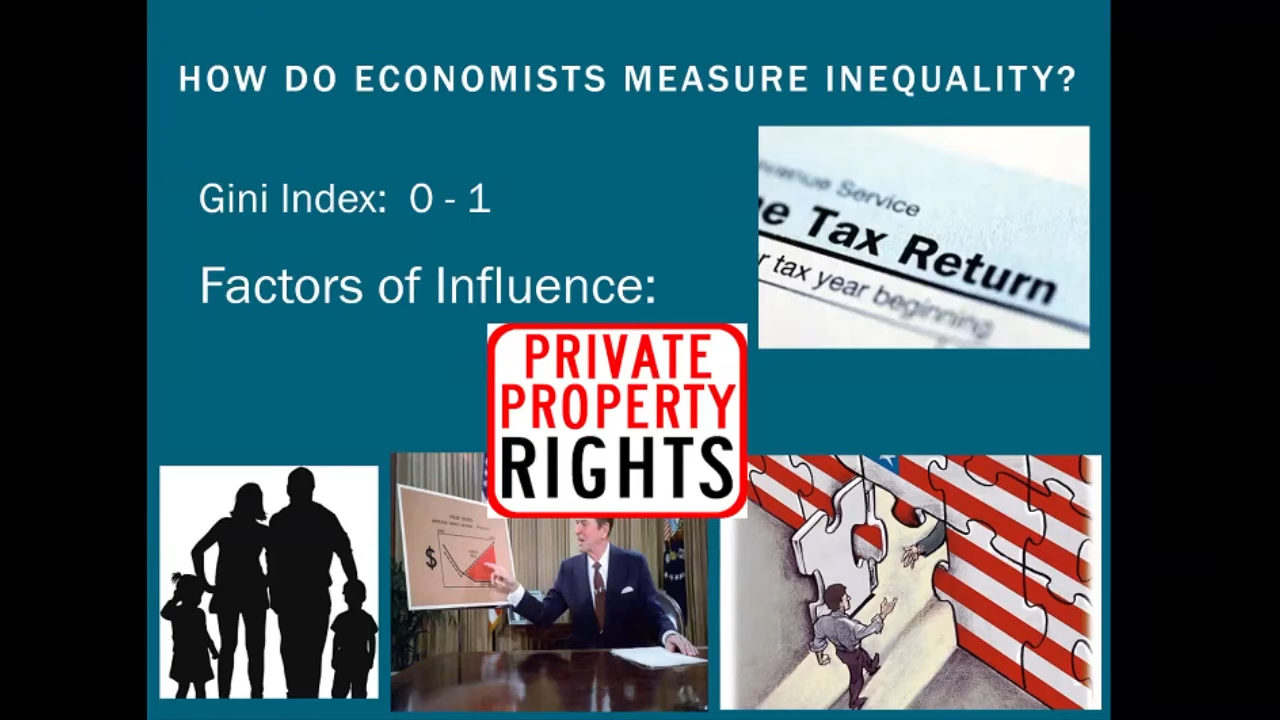 HOW DO ECONOMISTS MEASURE INEQUALITY?
Gini Index: 0 - 1
Factors of Influence:
Service
Tax Return
tax year beginning
PRIVATE
PROPERTY
RIGHTS
$